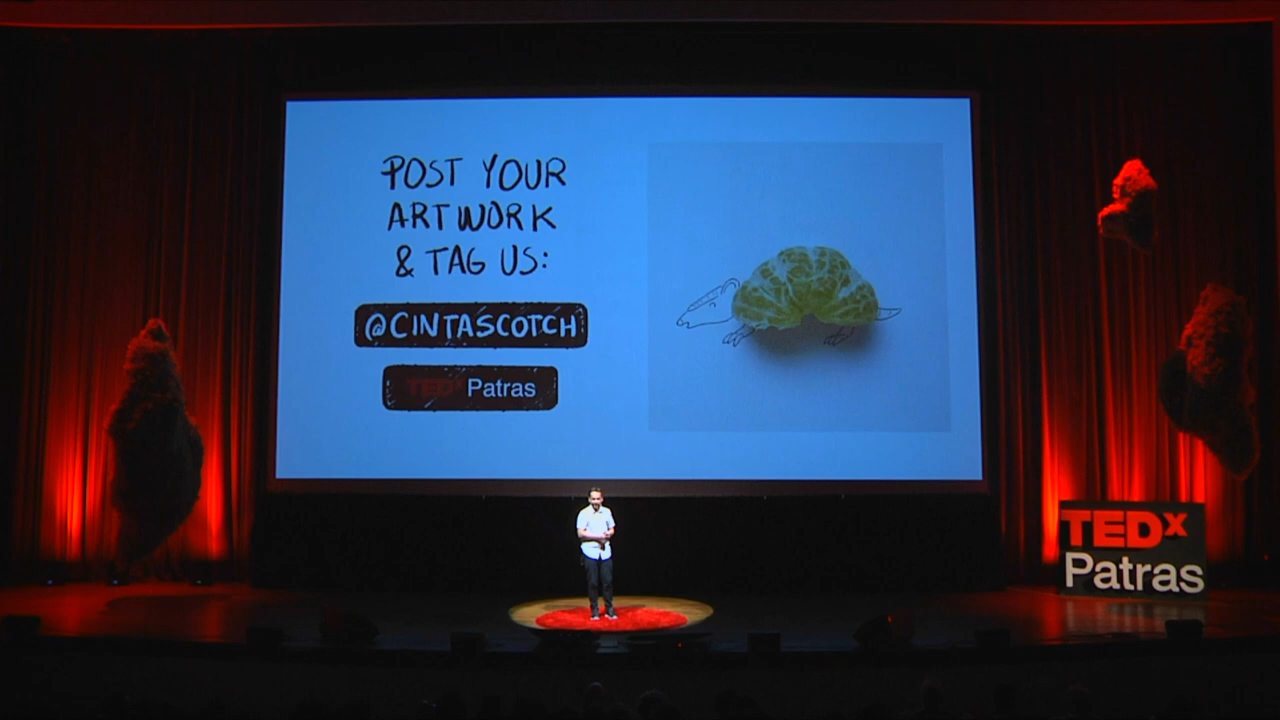 POST YOUR
ARTWORK
& TAG US:
@CINTASCOTCH
TEDx Patras
TEDx
Patras